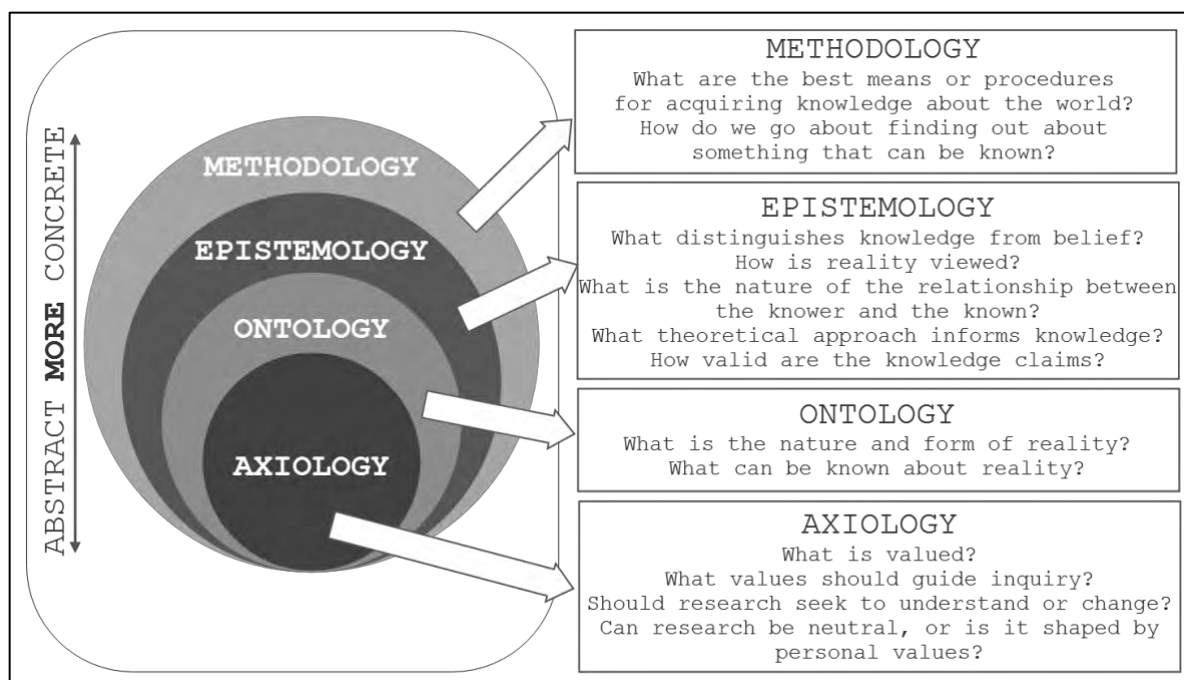 ABSTRACT MORE CONCRETE
METHODOLOGY
EPISTEMOLOGY
ONTOLOGY
AXIOLOGY
METHODOLOGY
What are the best means or procedures
for acquiring knowledge about the world?
How do we go about finding out about
something that can be known?
EPISTEMOLOGY
What distinguishes knowledge from belief?
How is reality viewed?
What is the nature of the relationship between
the knower and the known?
What theoretical approach informs knowledge?
How valid are the knowledge claims?
ONTOLOGY
What is the nature and form of reality?
What can be known about reality?
AXIOLOGY
What is valued?
What values should guide inquiry?
Should research seek to understand or change?
Can research be neutral, or is it shaped by
personal values?